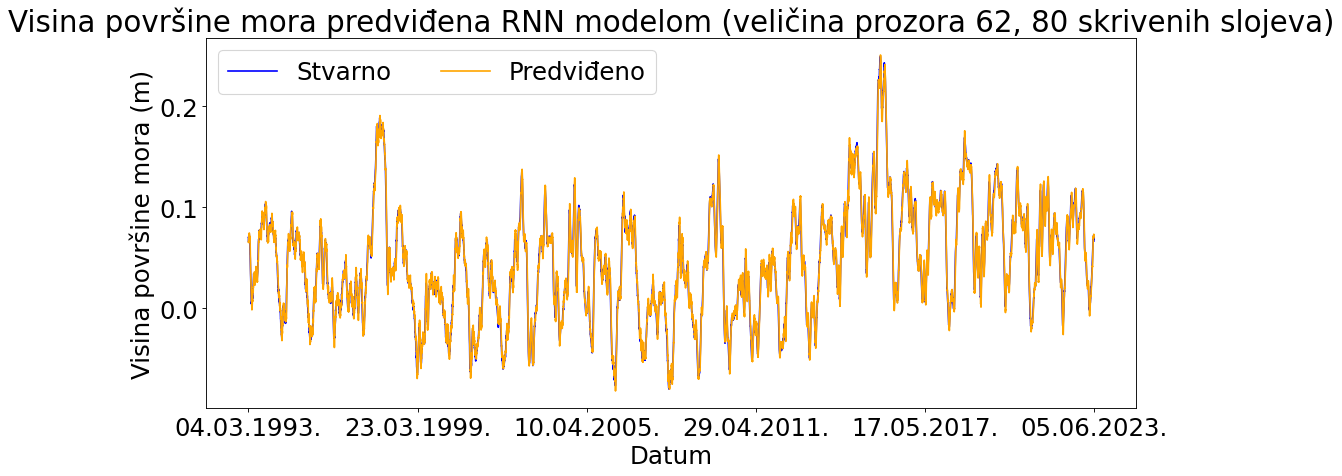 Visina površine mora predviđena RNN modelom (veličina prozora 62, 80 skrivenih slojeva)
Stvarno
Predviđeno
Visina površine mora (m)
0.2
0.1
0.0
04.03.1993.
23.03.1999.
10.04.2005.
29.04.2011.
17.05.2017.
05.06.2023.
Datum